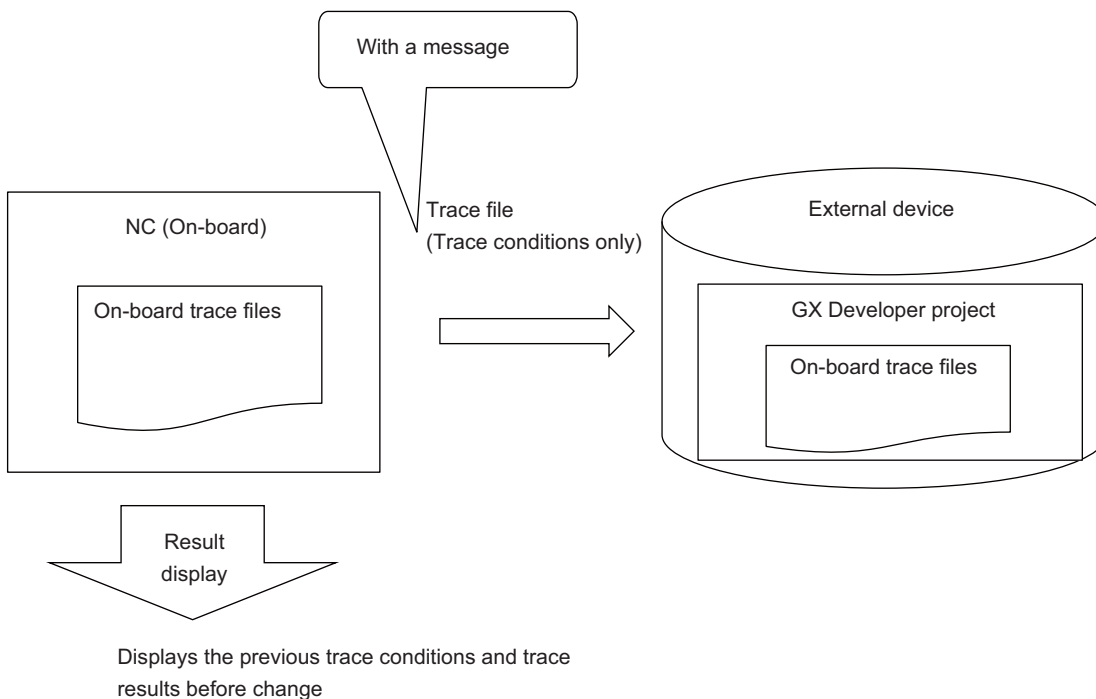 With a message
Trace file
(Trace conditions only)
NC (On-board)
On-board trace files
External device
GX Developer project
On-board trace files
Result
display
Displays the previous trace conditions and trace
results before change